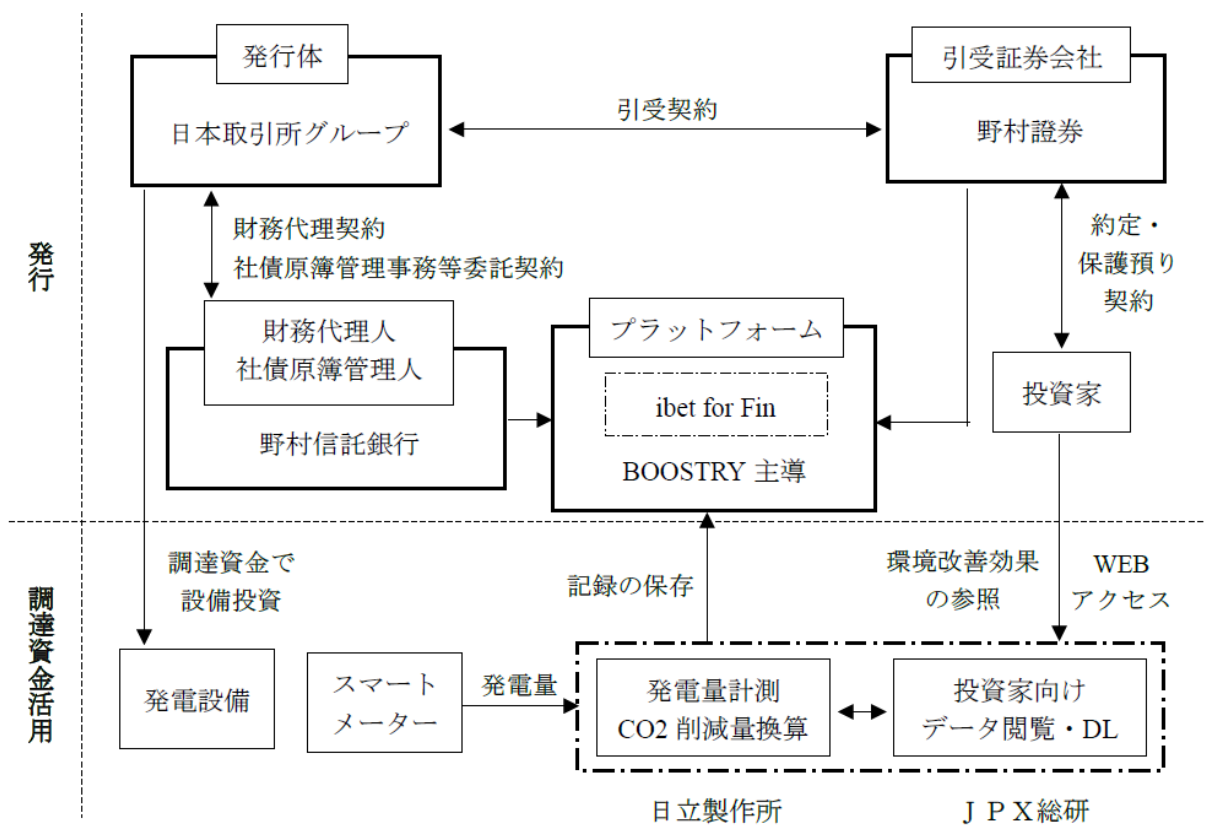 発行
発行体
日本取引所グループ
引受契約
引受証券会社
野村證券
財務代理契約
社債原簿管理事務等委託契約
約定・
保護預り
契約
財務代理人
社債原簿管理人
野村信託銀行
プラットフォーム
ibet for Fin
BOOSTRY 主導
投資家
調達資金活用
調達資金で
設備投資
記録の保存
環境改善効果
の参照
WEB
アクセス
発電設備
スマート
メーター
発電量
発電量計測
CO2 削減量換算
投資家向け
データ閲覧・DL
日立製作所
ＪＰＸ総研